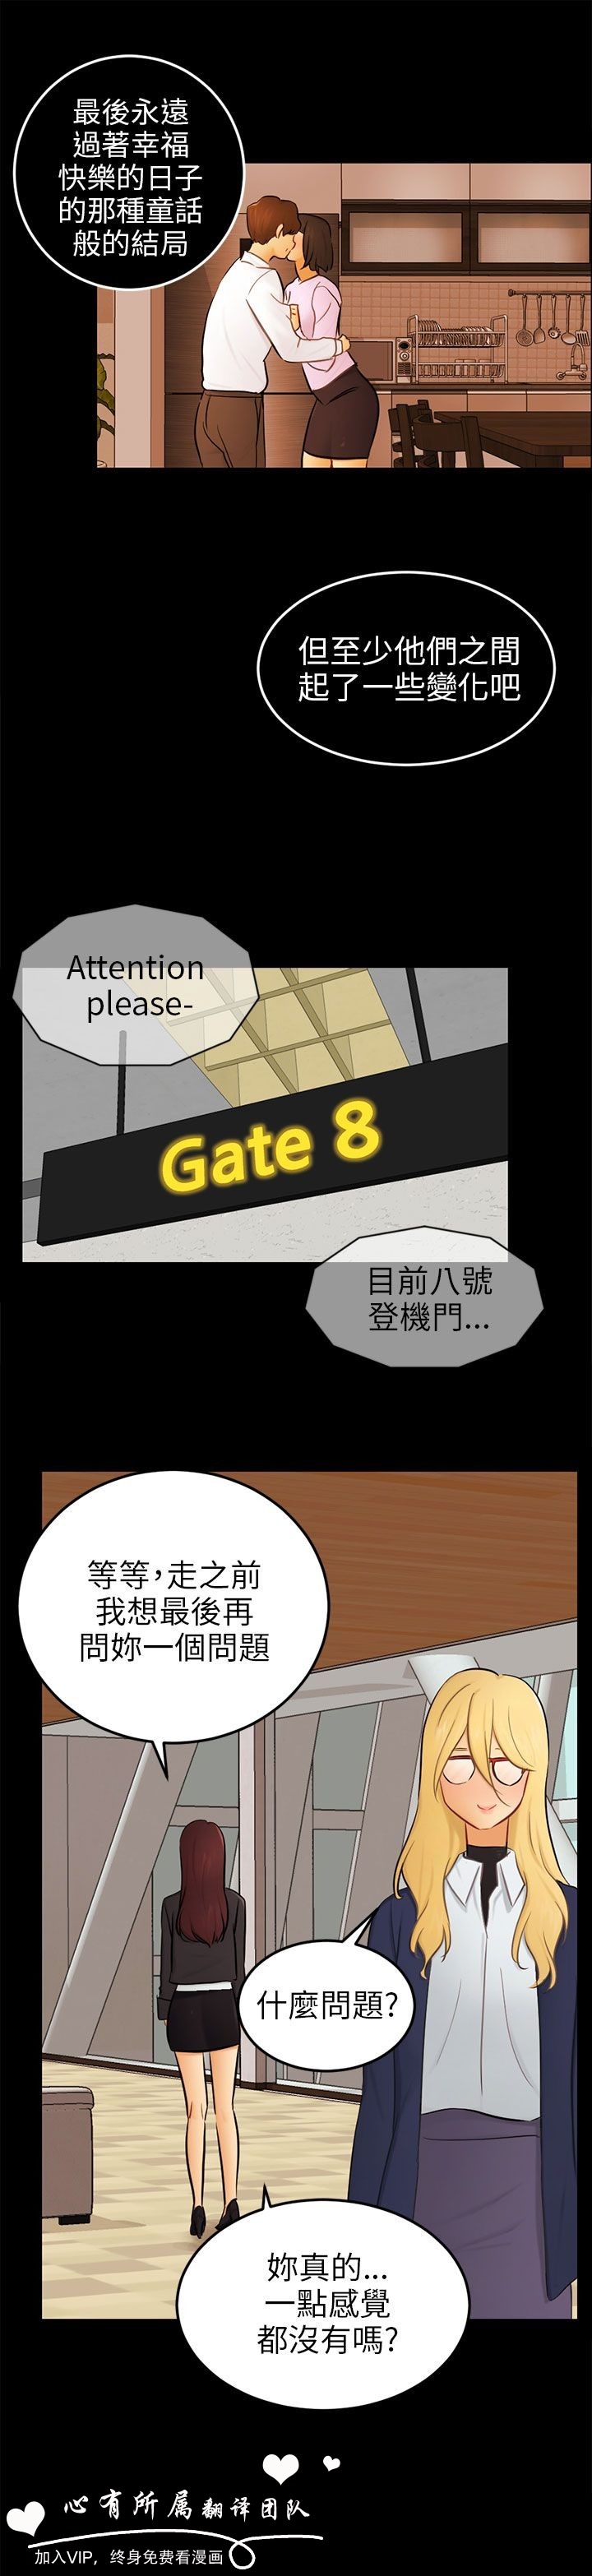 最後永遠
過著幸福
快樂的日子
的那種童話
般的結局
但至少他們之間
起了一些變化吧
Attention
please-
Gate 8
目前八號
登機門...
等等，走之前
我想最後再
問妳一個問題
什麼問題?
妳真的...
一點感覺
都沒有嗎?
心有所属翻译团队
加入VIP，终身免费看漫画